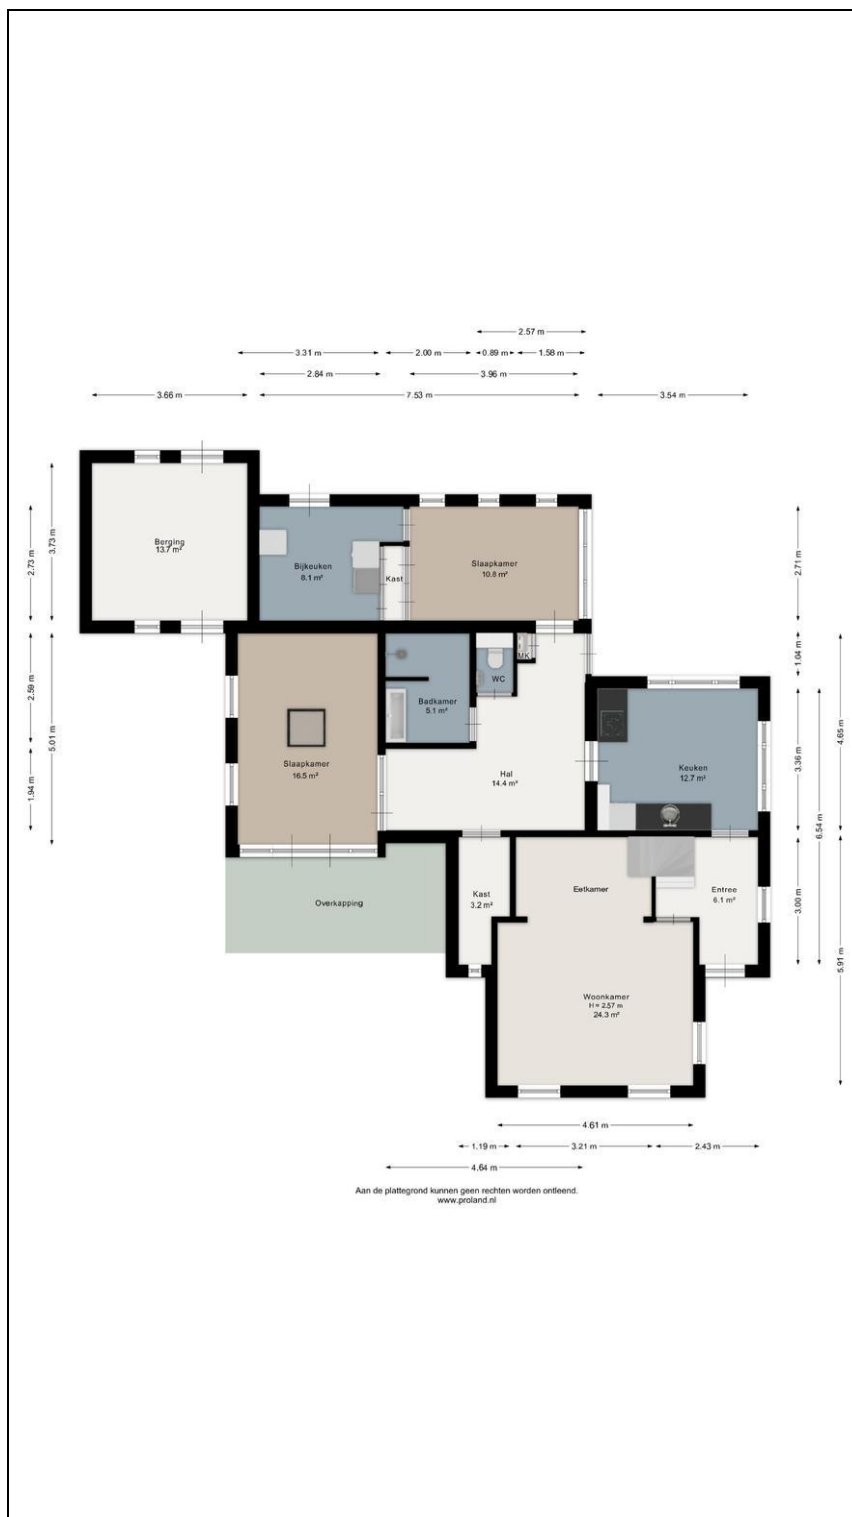 2.57 m
3.31 m
2.00 m
0.89 m
1.58 m
2.84 m
3.96 m
3.66 m
7.53 m
3.54 m
3.73 m
2.73 m
2.71 m
Berging
13.7 m²
Bijkeuken
8.1 m²
Kast
Slaapkamer
10.8 m²
2.59 m
5.01 m
1.94 m
1.04 m
4.65 m
3.36 m
6.54 m
MK
WC
Badkamer
5.1 m²
Slaapkamer
16.5 m²
Hal
14.4 m²
Keuken
12.7 m²
Overkapping
Kast
3.2 m²
Eetkamer
Entree
6.1 m²
3.00 m
5.91 m
Woonkamer
H = 2.57 m
24.3 m²
4.61 m
1.19 m
3.21 m
2.43 m
4.64 m
Aan de plattegrond kunnen geen rechten worden ontleend.
www.proland.nl